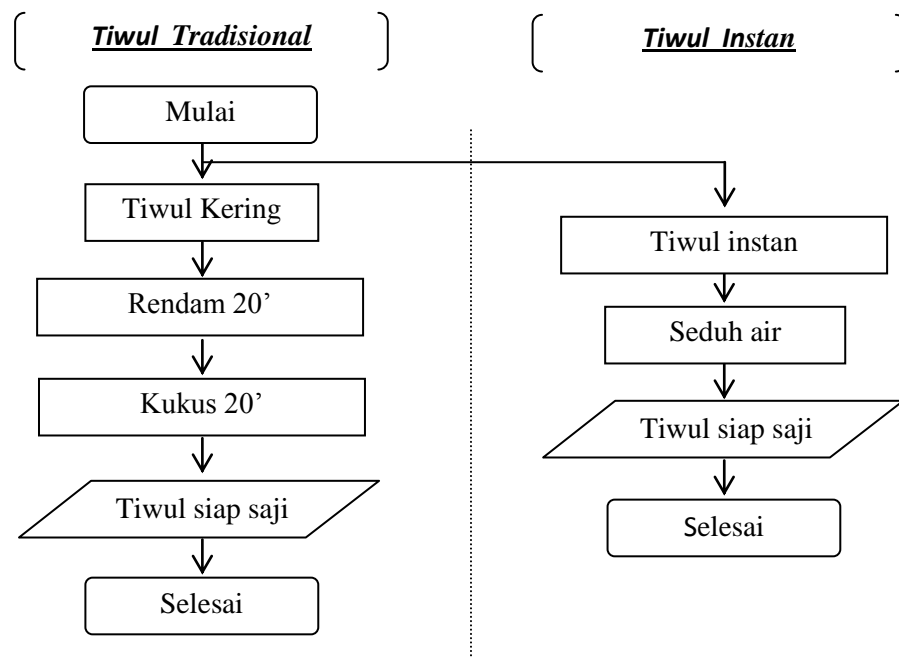 Tiwul Tradisional
Mulai
Tiwul Kering
Rendam 20’
Kukus 20’
Tiwul siap saji
Selesai
Tiwul Instan
Tiwul instan
Seduh air
Tiwul siap saji
Selesai